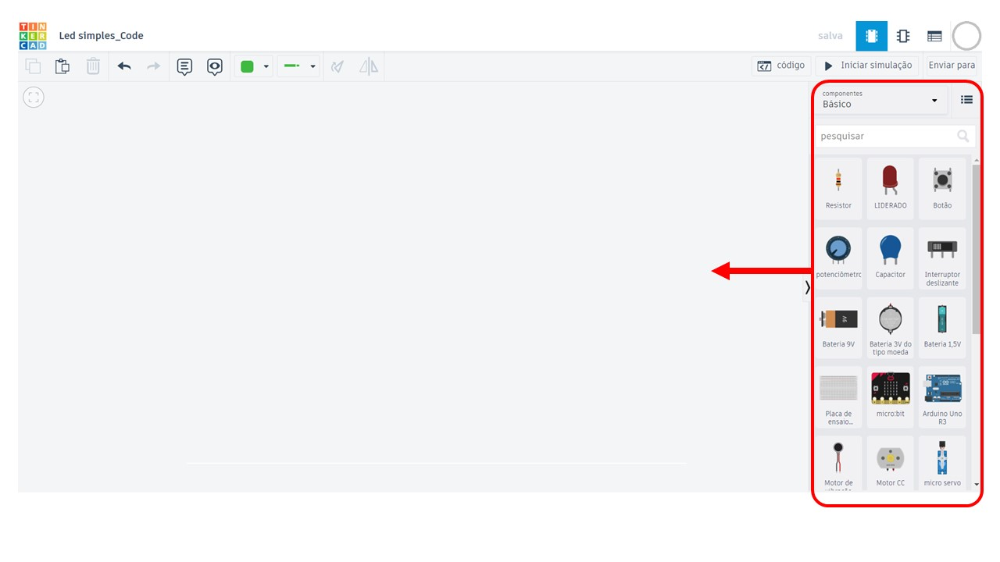 TIN
KER
CAD
Led simples_Code
salva
código
Iniciar simulação
Enviar para
componentes
Básico
pesquisar
Resistor
LIDERADO
Botão
potenciômetro
Capacitor
Interruptor
deslizante
Bateria 9V
Bateria 3V do
tipo moeda
Bateria 1,5V
9V
Placa de
ensaio...
micro:bit
Arduino Uno
R3
Motor de
vibração
Motor CC
micro servo